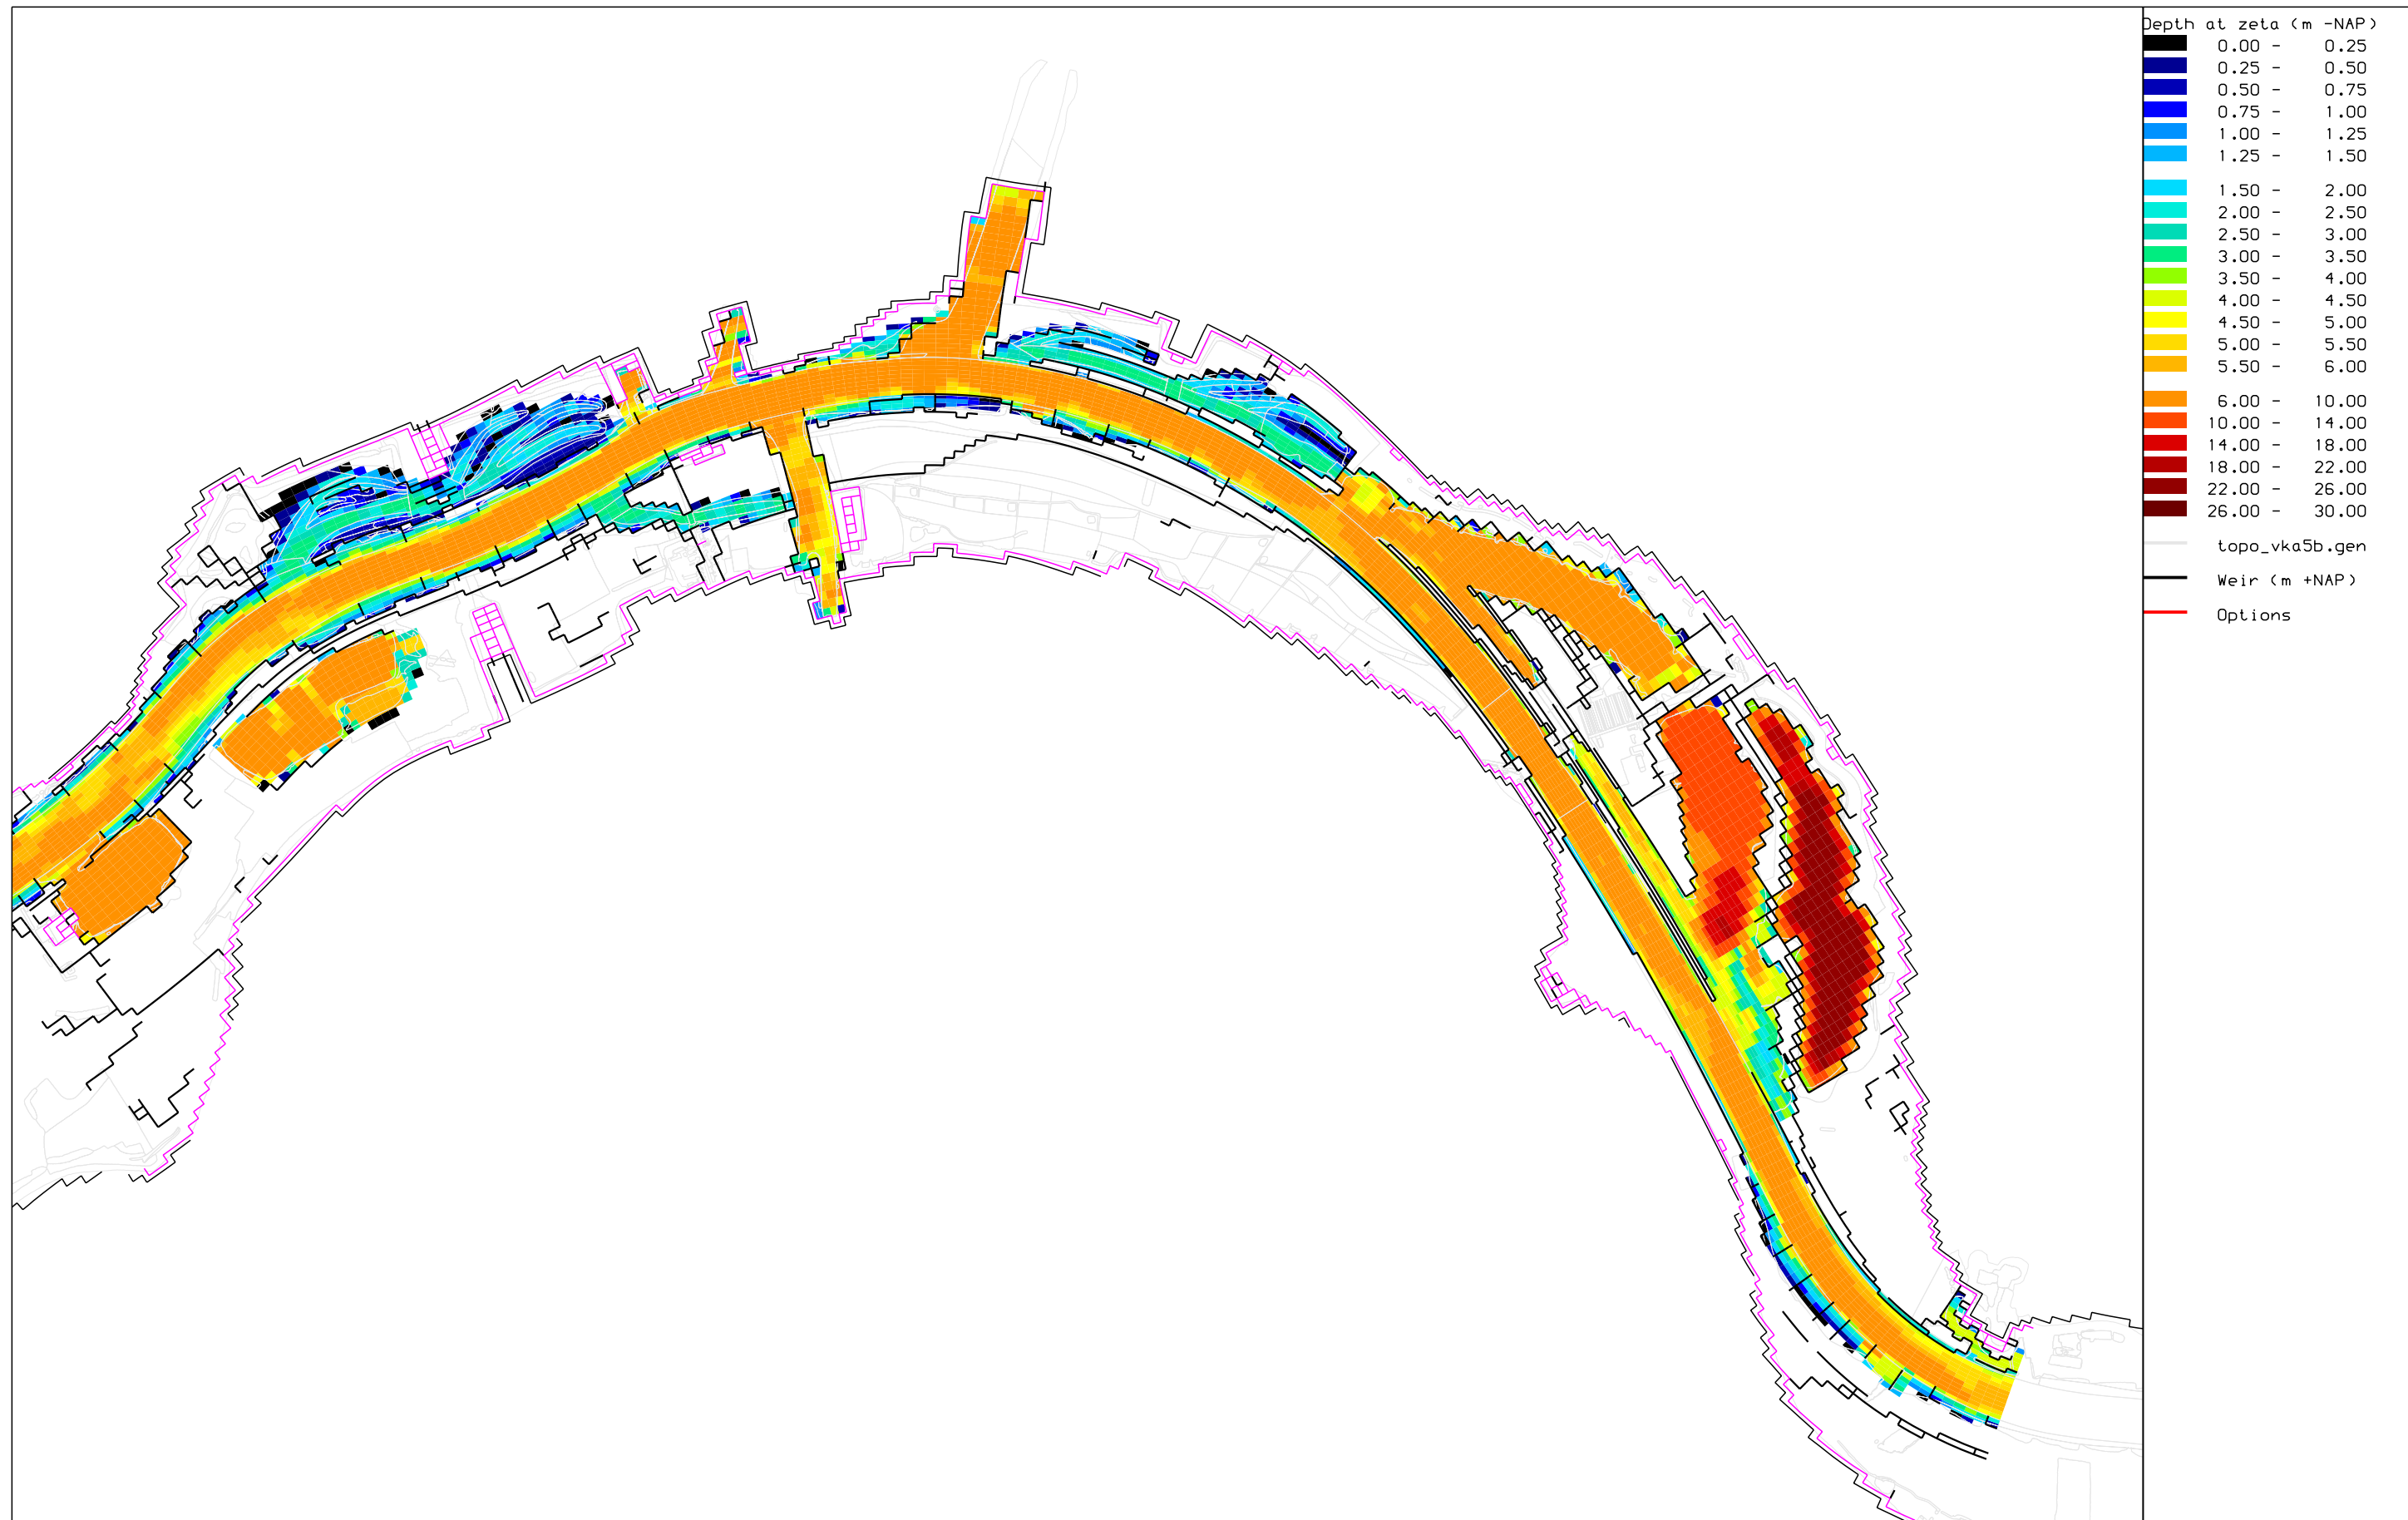 Depth at zeta (m -NAP)
0.00 - 0.25
0.25 - 0.50
0.50 - 0.75
0.75 - 1.00
1.00 - 1.25
1.25 - 1.50
1.50 - 2.00
2.00 - 2.50
2.50 - 3.00
3.00 - 3.50
3.50 - 4.00
4.00 - 4.50
4.50 - 5.00
5.00 - 5.50
5.50 - 6.00
6.00 - 10.00
10.00 - 14.00
14.00 - 18.00
18.00 - 22.00
22.00 - 26.00
26.00 - 30.00
topo_vka5b.gen
Weir (m +NAP)
Options